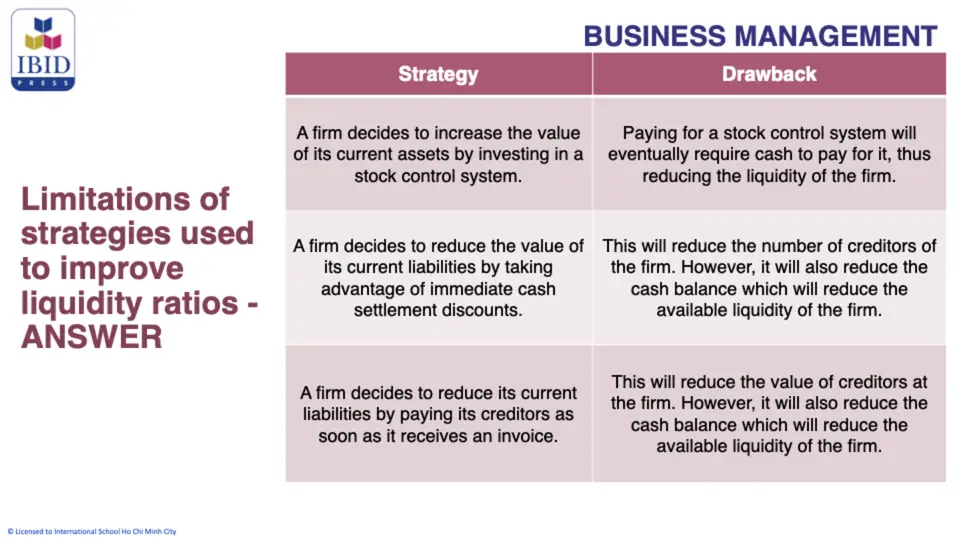 IBID
PRESS
BUSINESS MANAGEMENT
Limitations of
strategies used
to improve
liquidity ratios -
ANSWER
Strategy
Drawback
A firm decides to increase the value
of its current assets by investing in a
stock control system.
Paying for a stock control system will
eventually require cash to pay for it, thus
reducing the liquidity of the firm.
A firm decides to reduce the value of
its current liabilities by taking
advantage of immediate cash
settlement discounts.
This will reduce the number of creditors of
the firm. However, it will also reduce the
cash balance which will reduce the
available liquidity of the firm.
A firm decides to reduce its current
liabilities by paying its creditors as
soon as it receives an invoice.
This will reduce the value of creditors at
the firm. However, it will also reduce the
cash balance which will reduce the
available liquidity of the firm.
© Licensed to International School Ho Chi Minh City